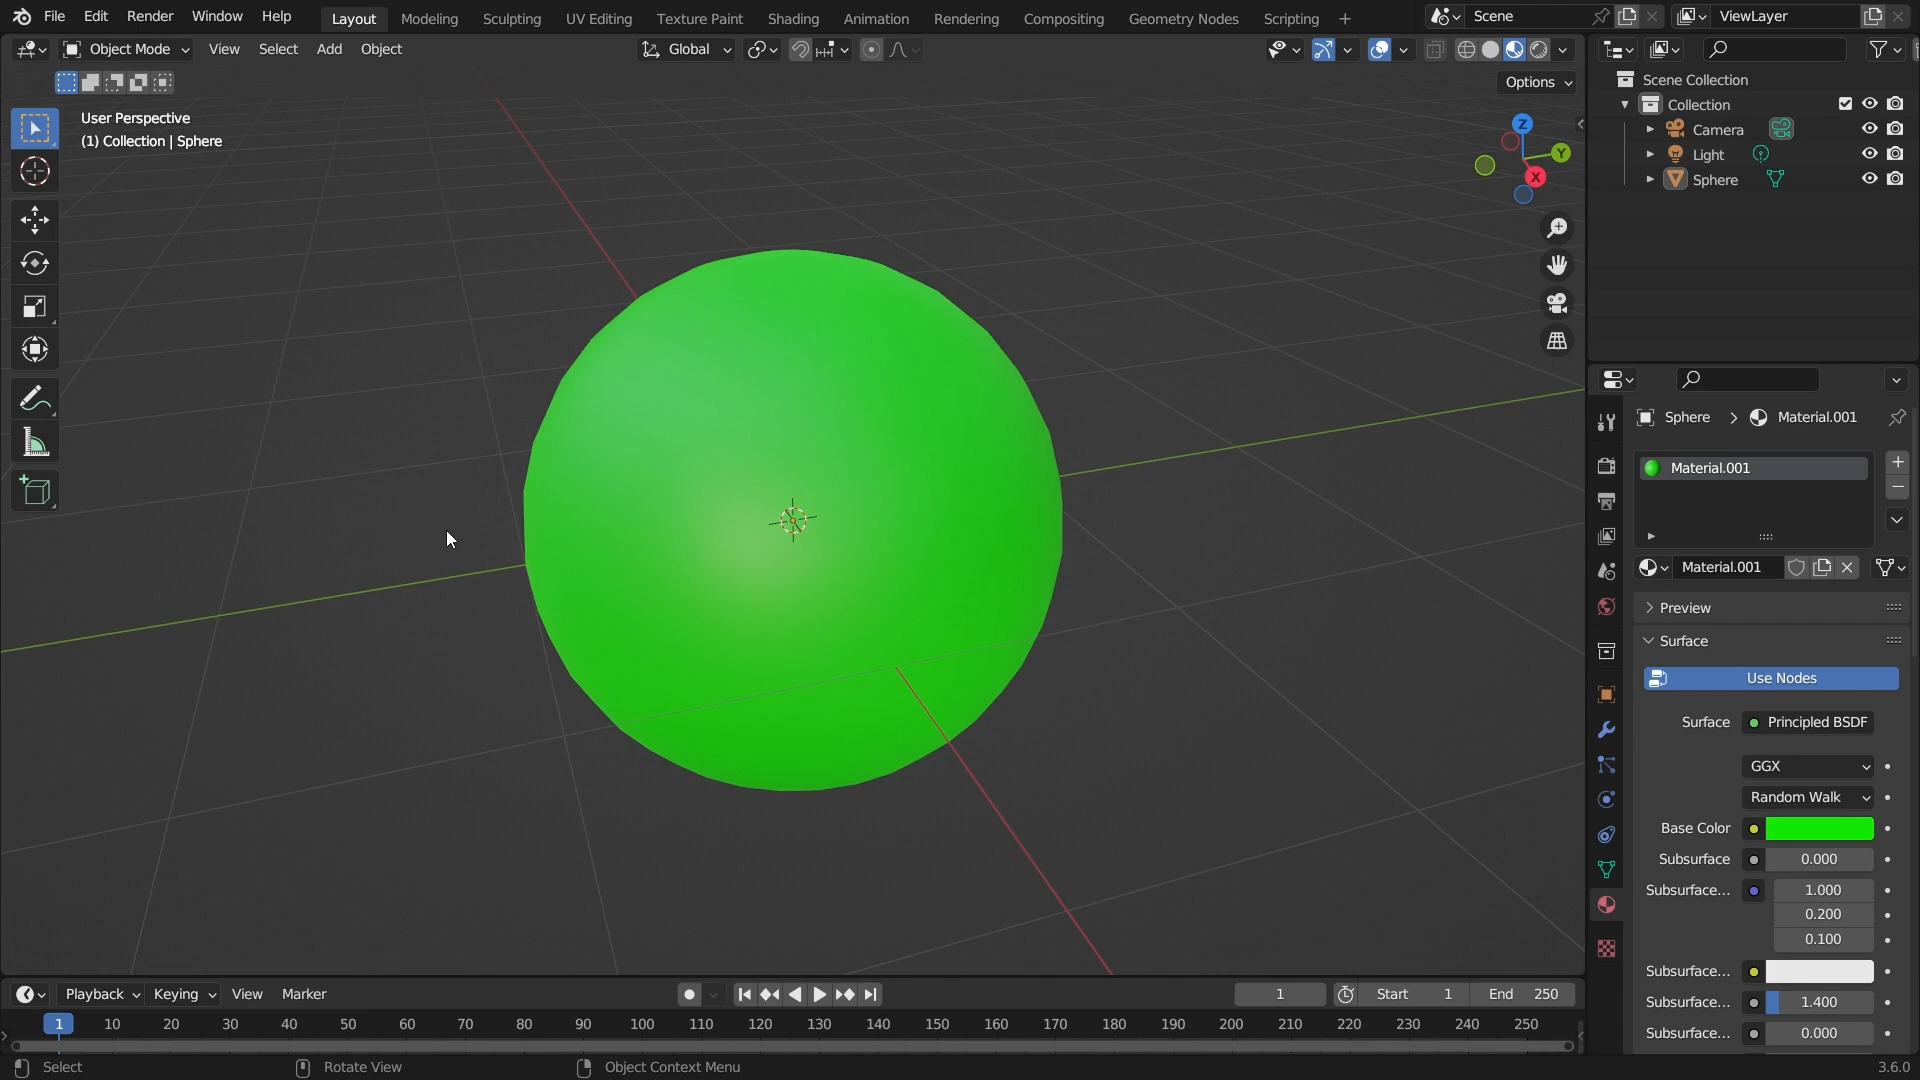 File Edit Render Window Help Layout Modeling Sculpting UV Editing Texture Paint Shading Animation Rendering Compositing Geometry Nodes Scripting + Scene ViewLayer
Object Mode View Select Add Object Global
Options
User Perspective
(1) Collection | Sphere
Z
Y
X
Scene Collection
Collection
Camera
Light
Sphere
Sphere > Material.001
Material.001
Material.001
Preview
Surface
Use Nodes
Surface Principled BSDF
GGX
Random Walk
Base Color
Subsurface 0.000
Subsurface... 1.000
0.200
0.100
Subsurface...
Subsurface... 1.400
Subsurface... 0.000
Playback Keying View Marker 1 Start 1 End 250
1 10 20 30 40 50 60 70 80 90 100 110 120 130 140 150 160 170 180 190 200 210 220 230 240 250
Select Rotate View Object Context Menu 3.6.0